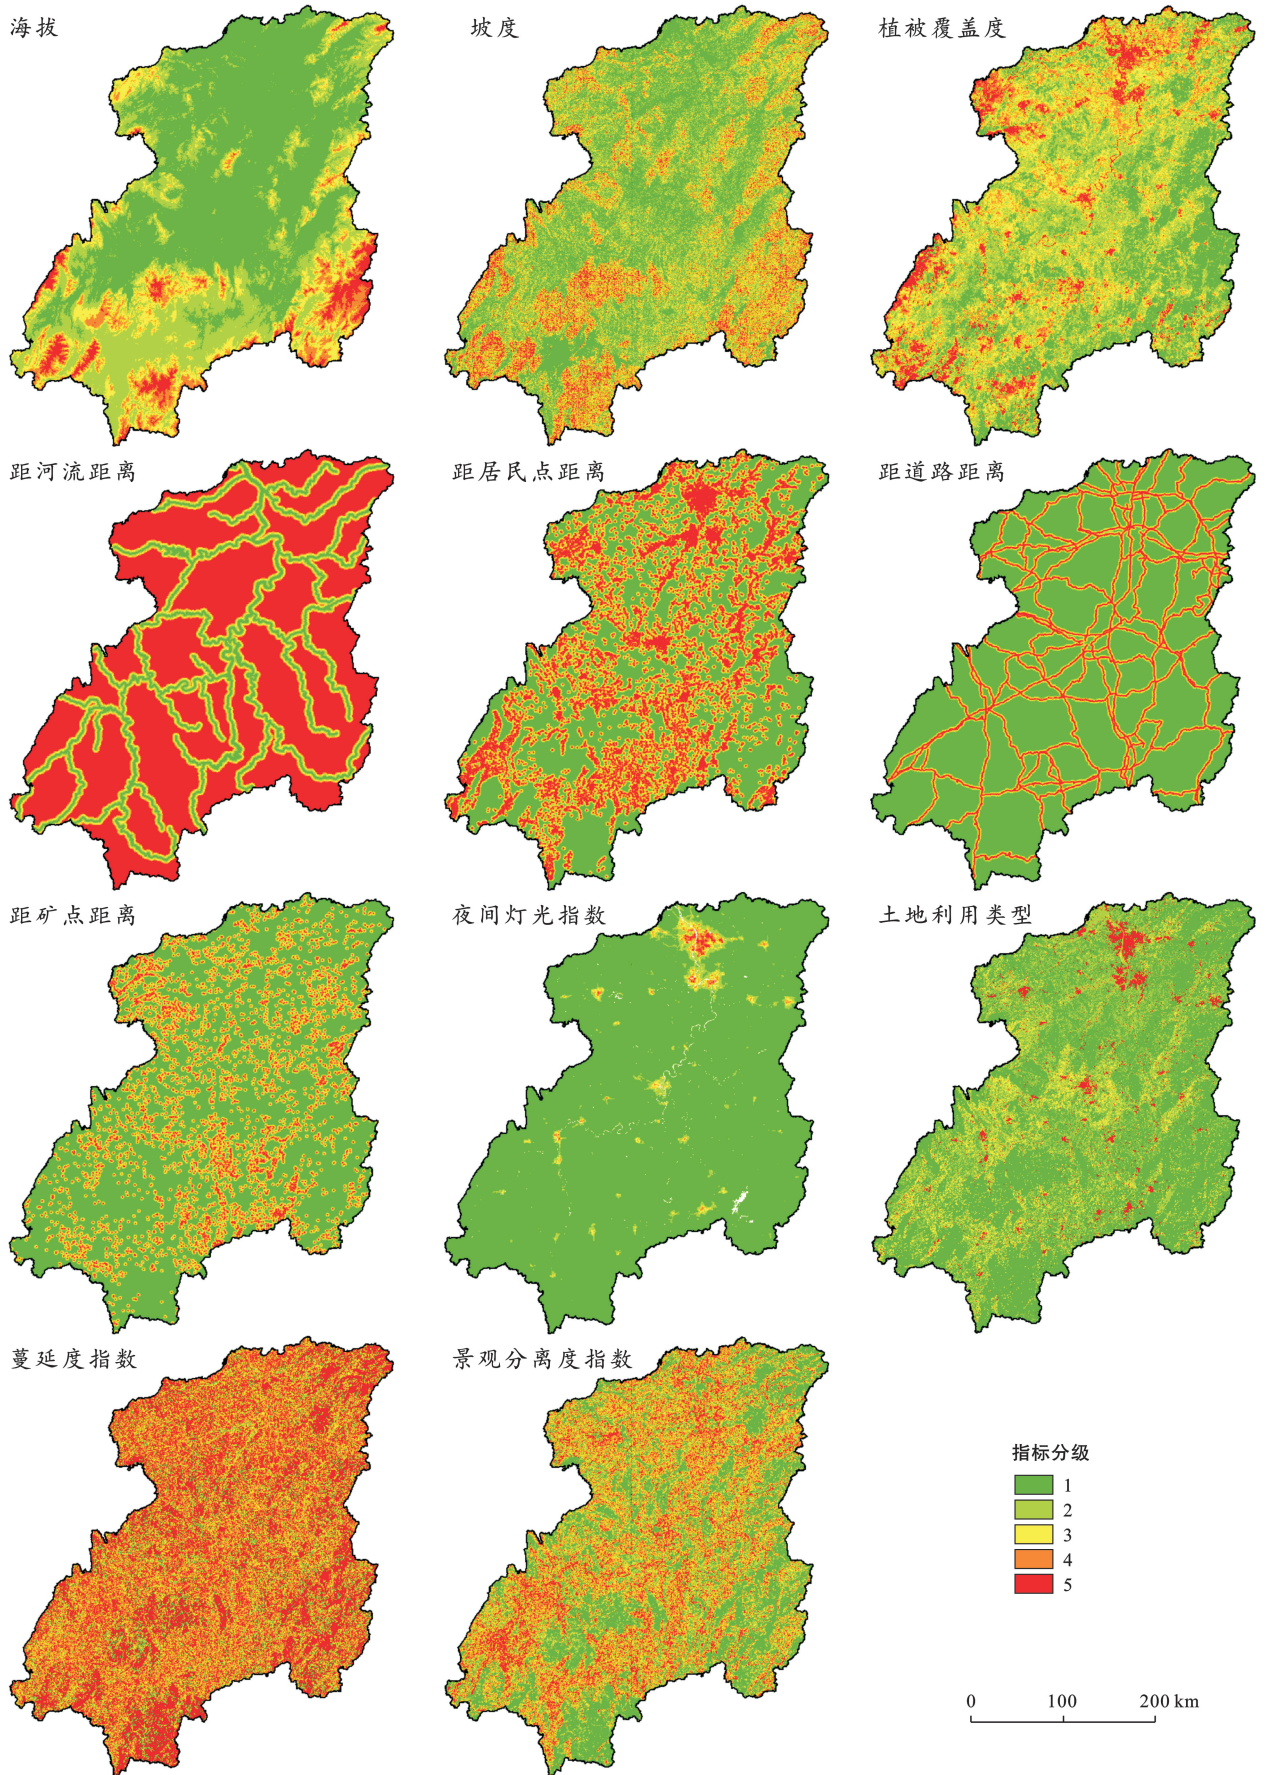 海拔
坡度
植被覆盖度
距河流距离
距居民点距离
距道路距离
距矿点距离
夜间灯光指数
土地利用类型
蔓延度指数
景观分离度指数
指标分级
1
2
3
4
5
0 100 200 km